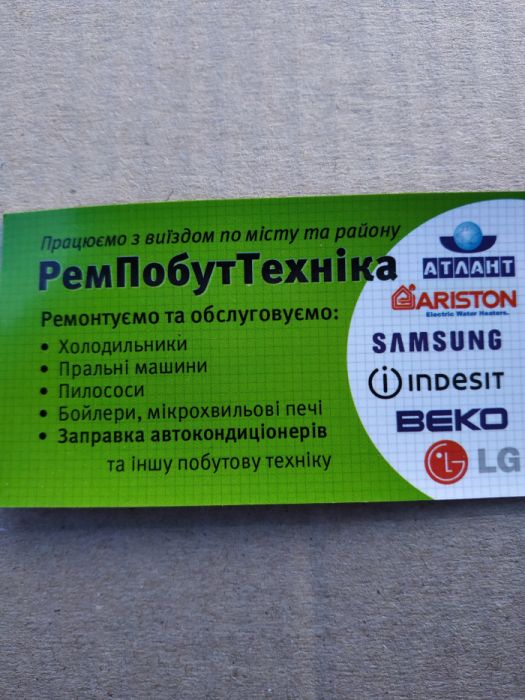 Працюємо з виїздом по місту та району
РемПобутТехніка
Ремонтуємо та обслуговуємо:
• Холодильники
• Пральні машини
• Пилососи
• Бойлери, мікрохвильові печі
• Заправка автокондиціонерів
та іншу побутову техніку
АТЛАНТ
ARISTON
Electric Water Heaters.
SAMSUNG
indesit
BEKO
LG